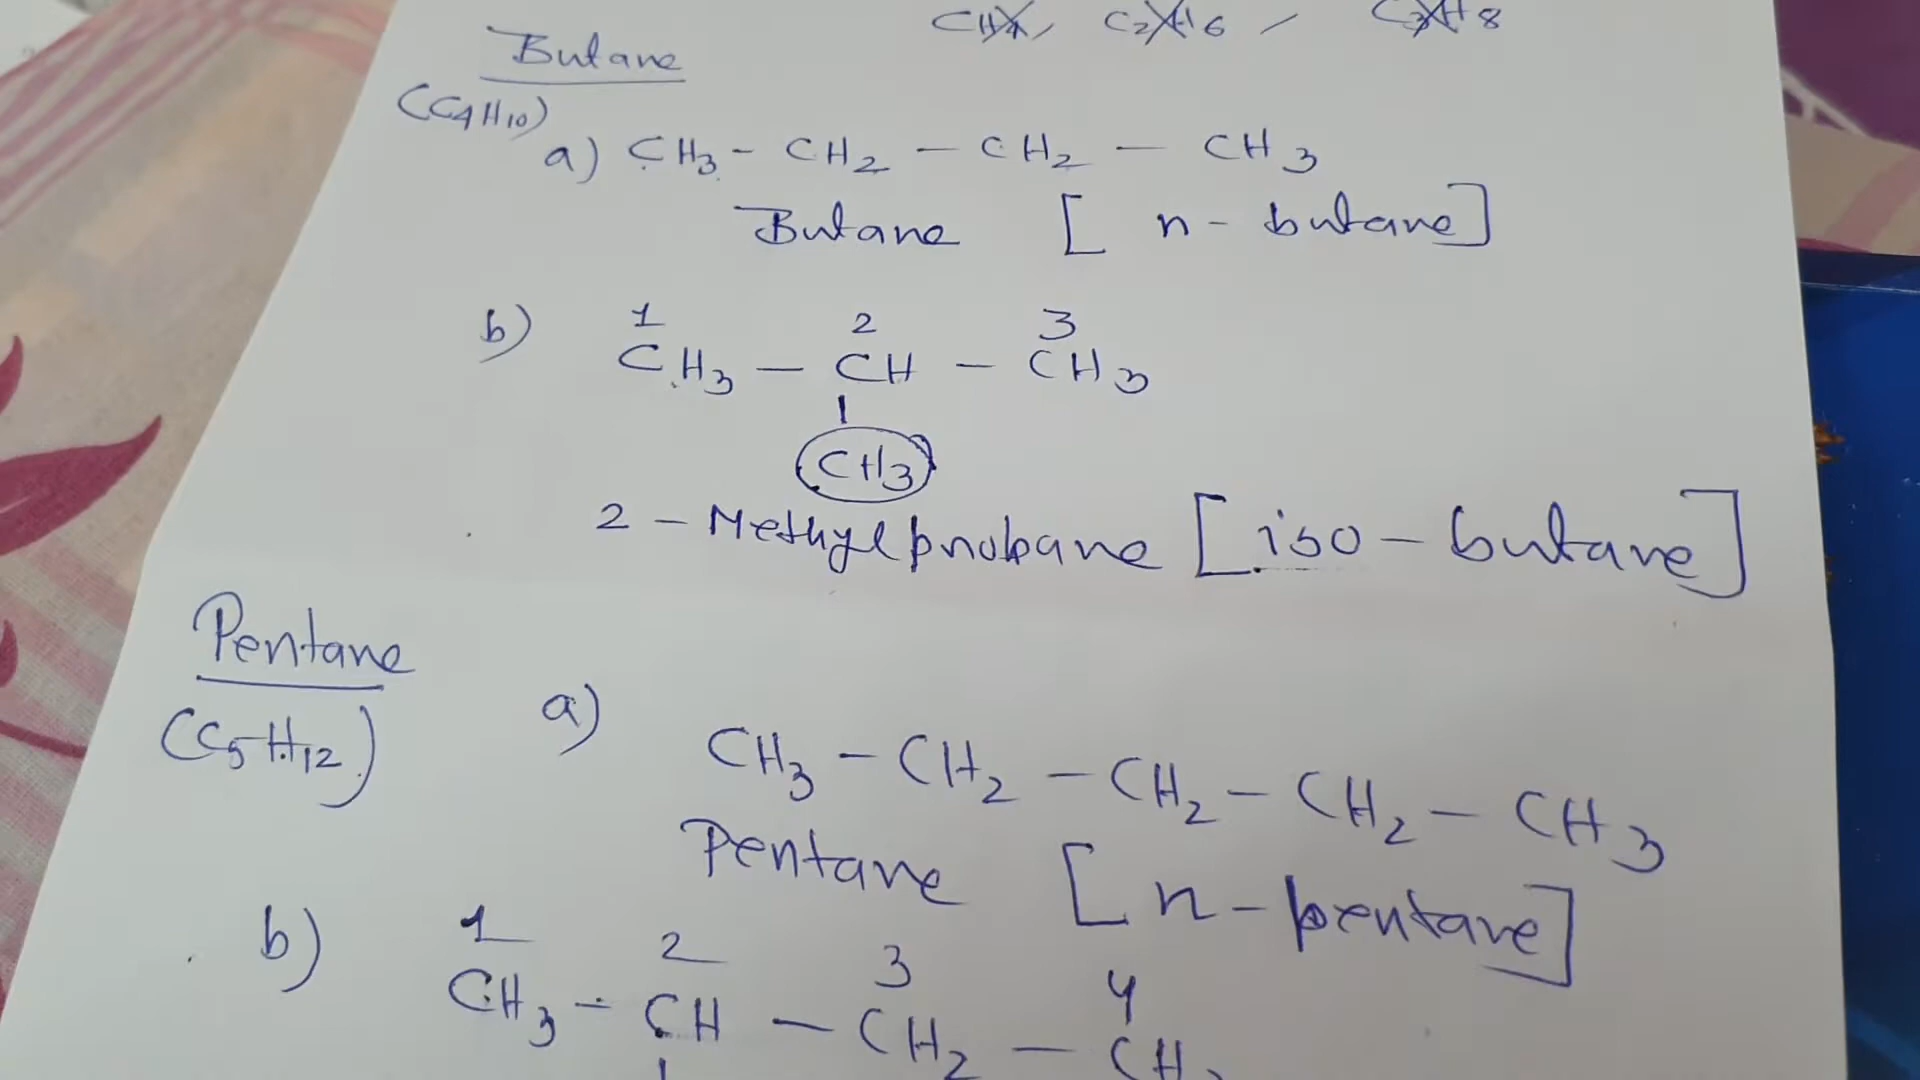 CH4, C2H6, C3H8
Butane
(C4H10)
a) CH3 - CH2 - CH2 - CH3
Butane [n-butane]
b) 1 2 3
CH3 - CH - CH3
|
CH3
2-Methylpropane [iso-butane]
Pentane
(C5H12)
a)
CH3 - CH2 - CH2 - CH2 - CH3
Pentane [n-pentane]
b) 1 2 3 4
CH3 - CH - CH2 - CH